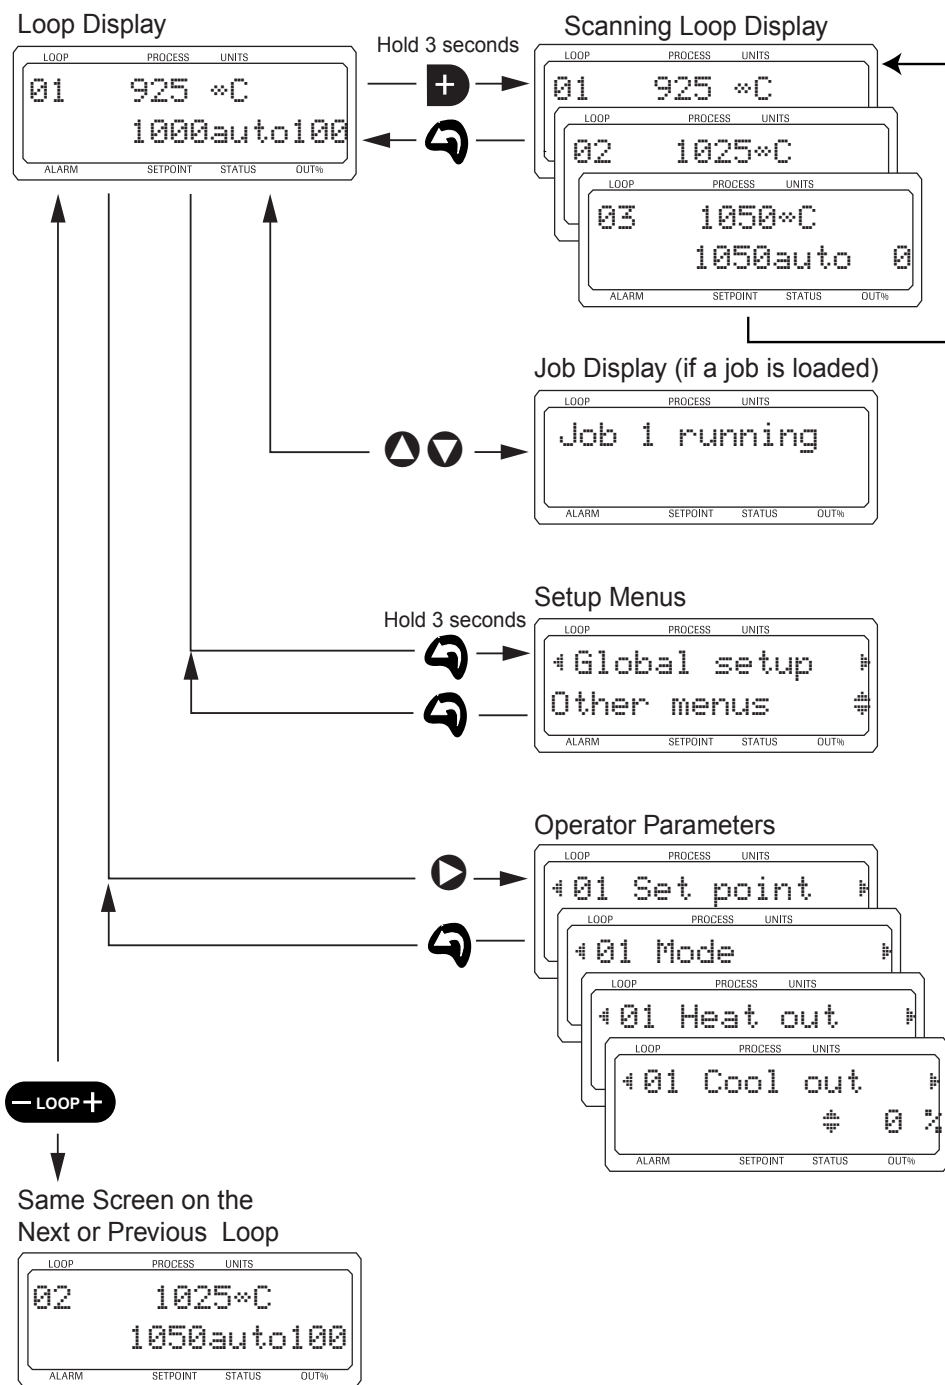 Loop Display
LOOP PROCESS UNITS
01 925 °C
1000auto100
ALARM SETPOINT STATUS OUT%
Hold 3 seconds
+
Scanning Loop Display
LOOP PROCESS UNITS
01 925 °C
LOOP PROCESS UNITS
02 1025°C
LOOP PROCESS UNITS
03 1050°C
1050auto 0
ALARM SETPOINT STATUS OUT%
Job Display (if a job is loaded)
LOOP PROCESS UNITS
Job 1 running
ALARM SETPOINT STATUS OUT%
Hold 3 seconds
Setup Menus
LOOP PROCESS UNITS
Global setup
Other menus
ALARM SETPOINT STATUS OUT%
Operator Parameters
LOOP PROCESS UNITS
01 Set point
LOOP PROCESS UNITS
01 Mode
LOOP PROCESS UNITS
01 Heat out
LOOP PROCESS UNITS
01 Cool out
0 %
ALARM SETPOINT STATUS OUT%
– LOOP +
Same Screen on the
Next or Previous Loop
LOOP PROCESS UNITS
02 1025°C
1050auto100
ALARM SETPOINT STATUS OUT%